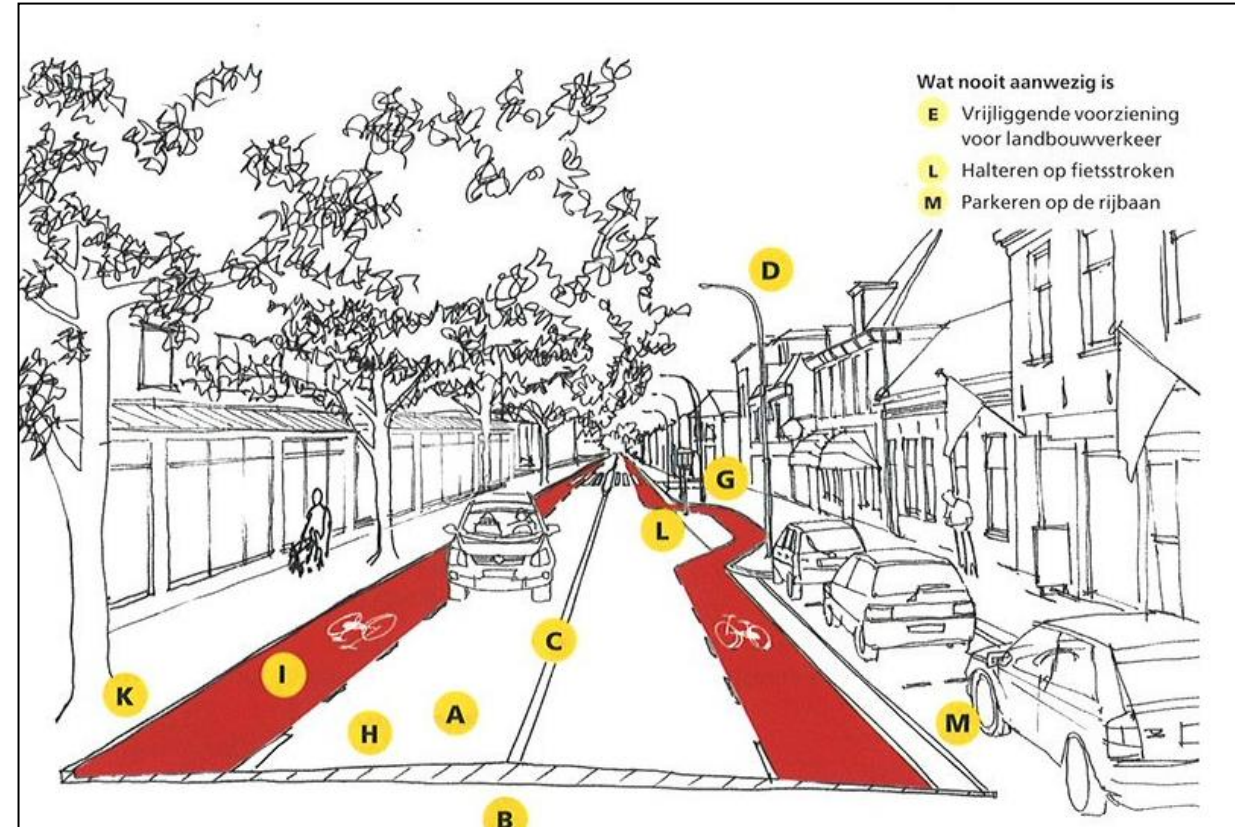 Wat nooit aanwezig is
E Vrijliggende voorziening
voor landbouwverkeer
L Halteren op fietsstroken
M Parkeren op de rijbaan
D
G
L
C
I
K
A
H
M
B